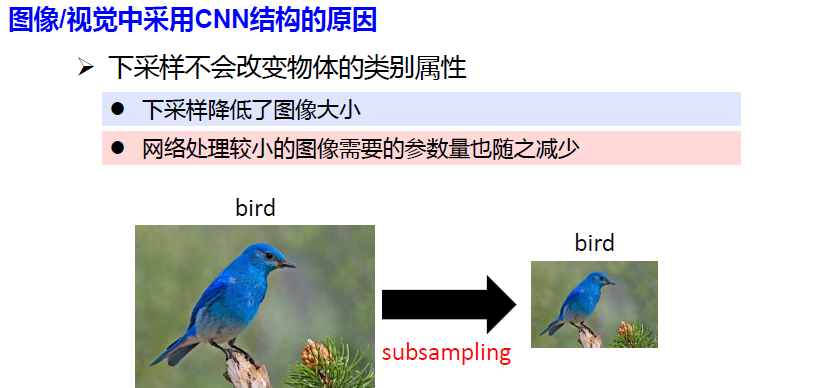 图像/视觉中采用CNN结构的原因
➢ 下采样不会改变物体的类别属性
● 下采样降低了图像大小
● 网络处理较小的图像需要的参数量也随之减少
bird
bird
subsampling